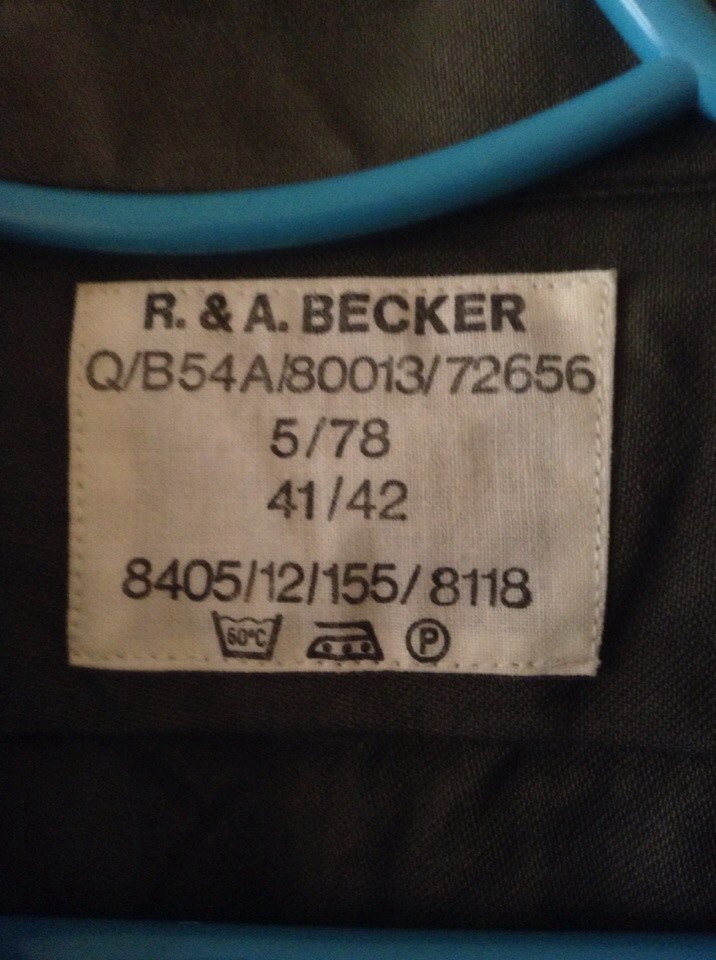 R. & A. BECKER
Q/B54A/80013/72656
5/78
41/42
8405/12/155/8118
60°C P